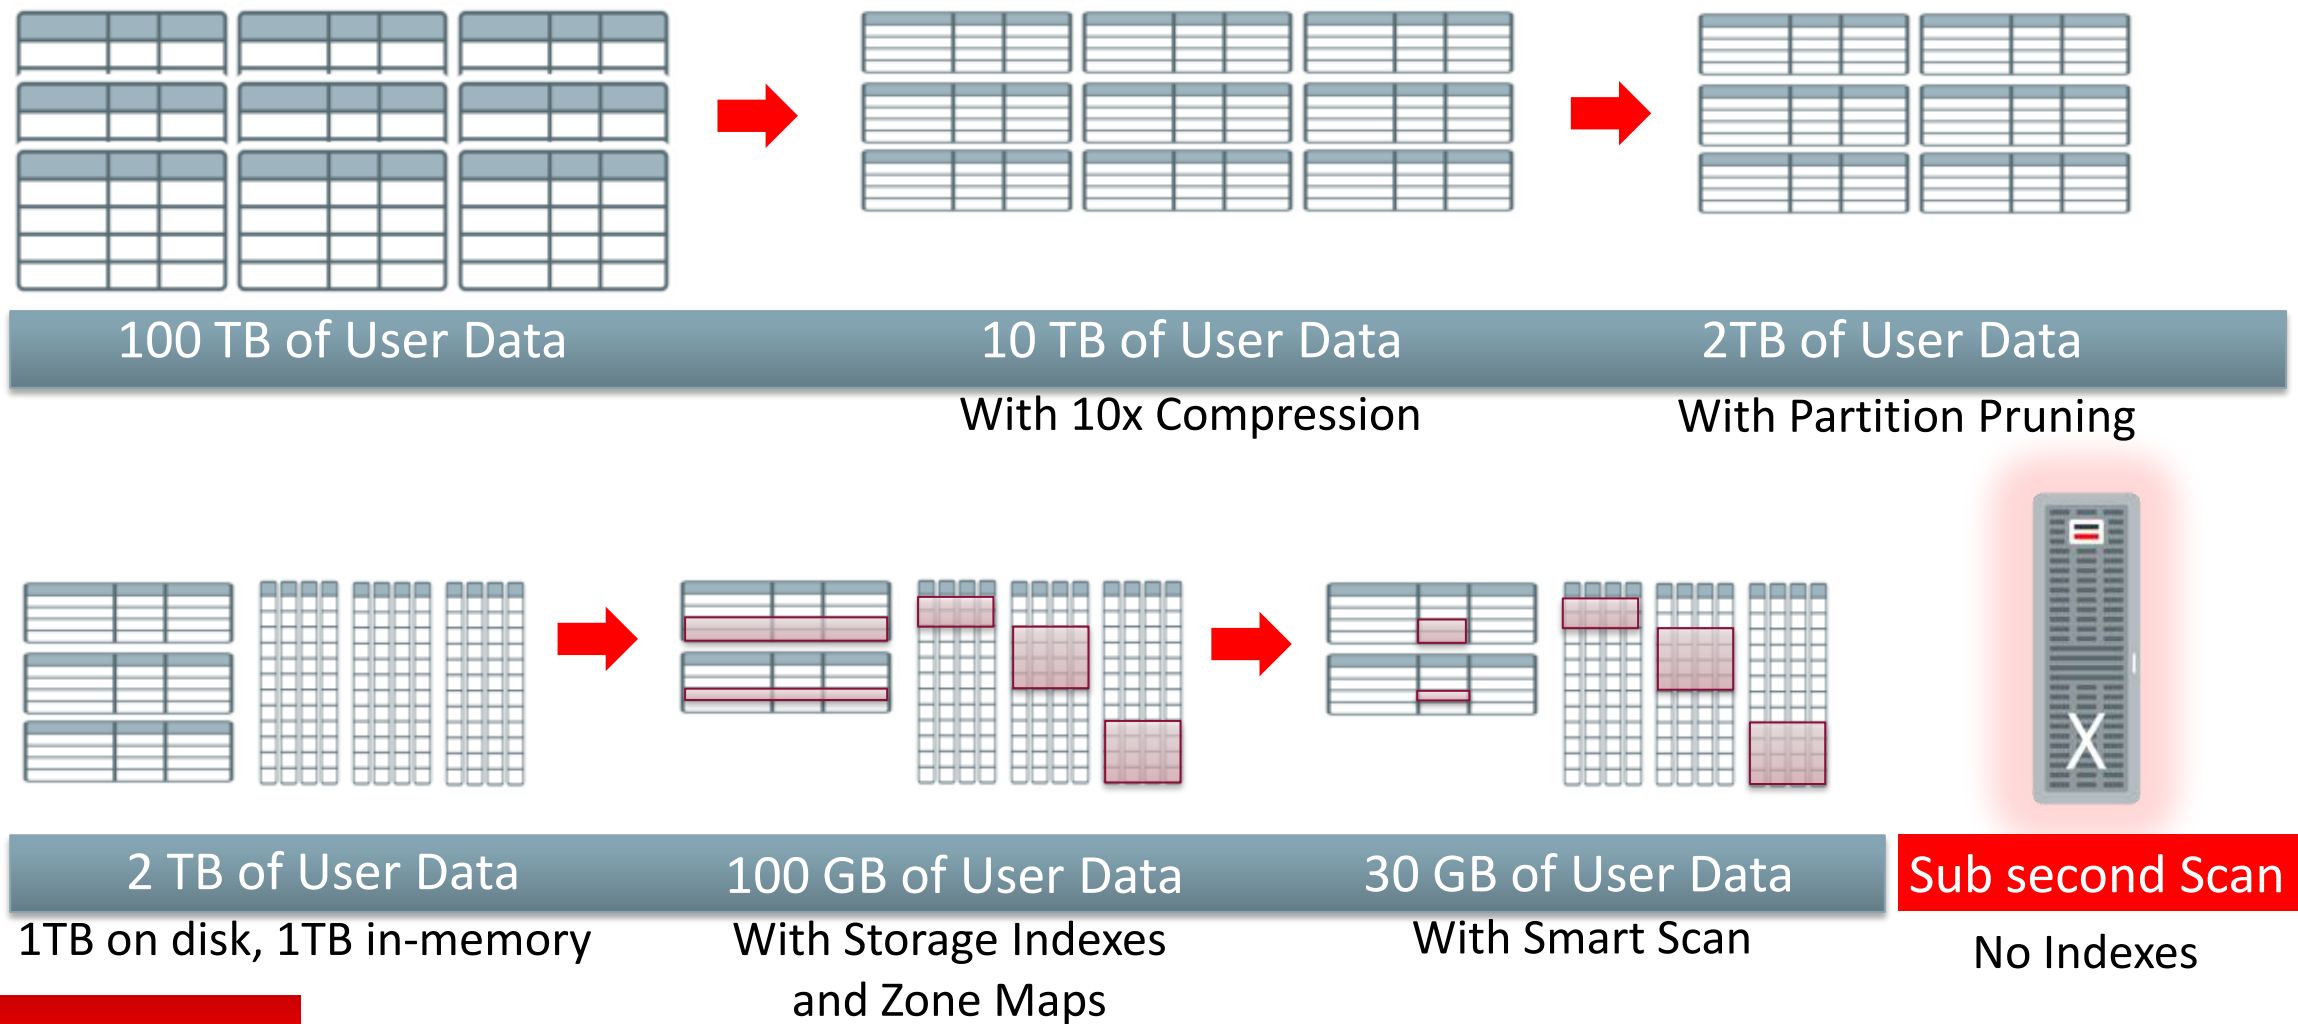 100 TB of User Data
10 TB of User Data
2TB of User Data
With 10x Compression
With Partition Pruning
X
2 TB of User Data
100 GB of User Data
30 GB of User Data
Sub second Scan
1TB on disk, 1TB in-memory
With Storage Indexes
and Zone Maps
With Smart Scan
No Indexes